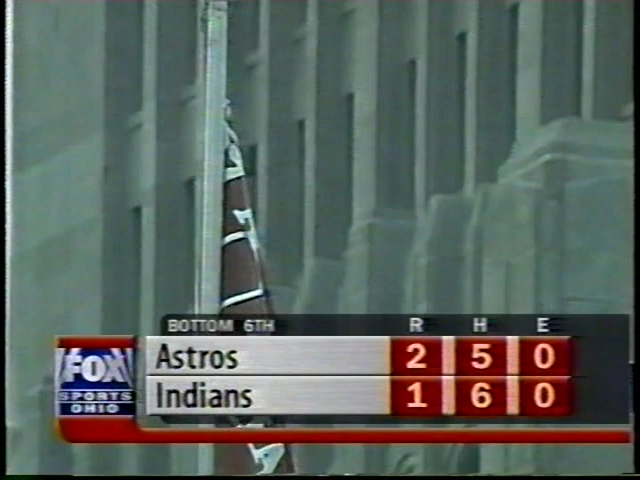 BOTTOM 6TH R H E
FOX
SPORTS
OHIO
Astros 2 5 0
Indians 1 6 0